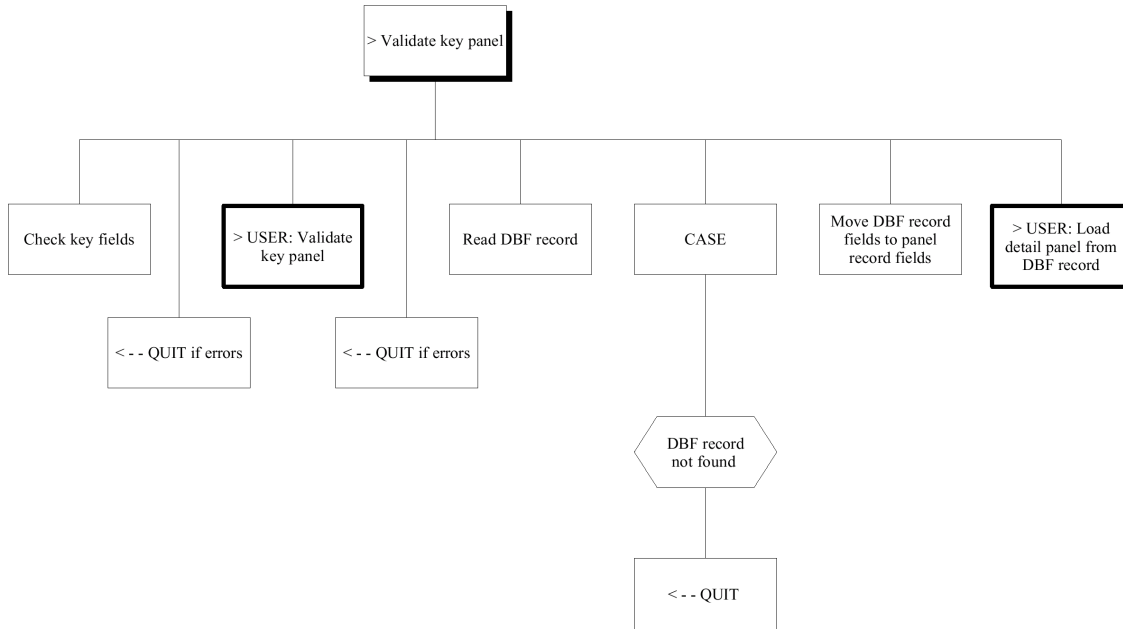 > Validate key panel
Check key fields
> USER: Validate
key panel
Read DBF record
CASE
Move DBF record
fields to panel
record fields
> USER: Load
detail panel from
DBF record
< - - QUIT if errors
< - - QUIT if errors
DBF record
not found
< - - QUIT